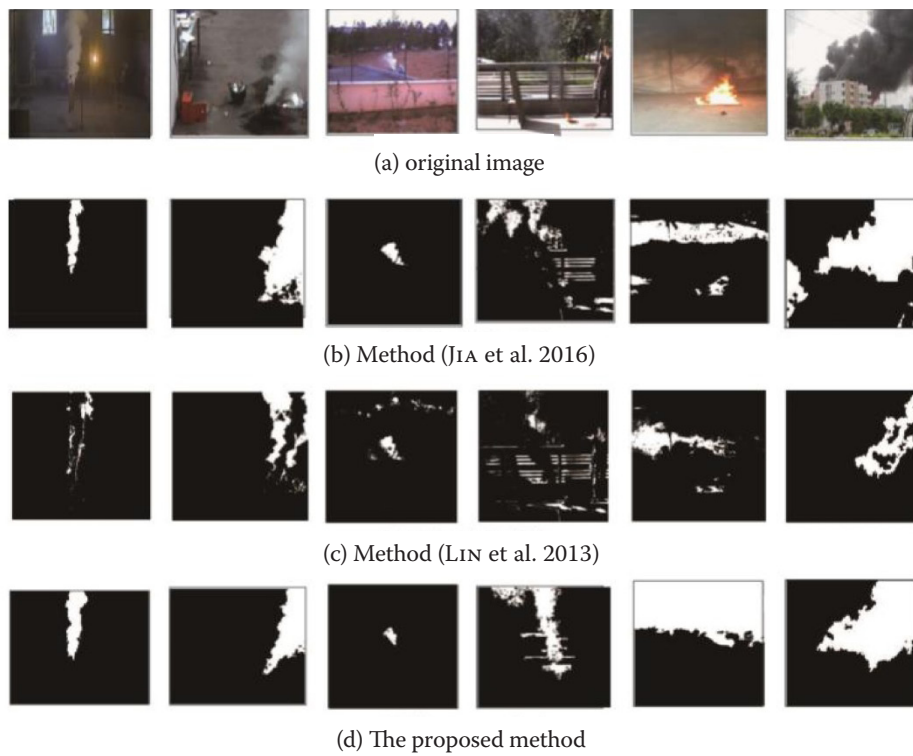 (a) original image
(b) Method (JIA et al. 2016)
(c) Method (LIN et al. 2013)
(d) The proposed method